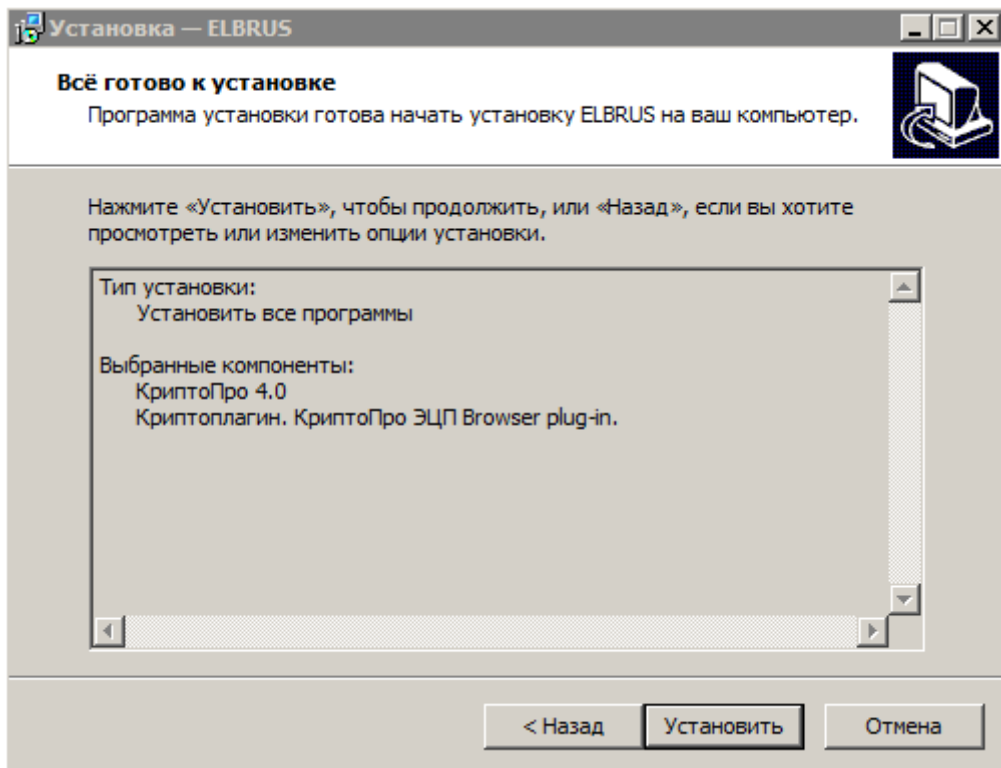 Установка — ELBRUS
Всё готово к установке
Программа установки готова начать установку ELBRUS на ваш компьютер.
Нажмите «Установить», чтобы продолжить, или «Назад», если вы хотите
просмотреть или изменить опции установки.
Тип установки:
Установить все программы
Выбранные компоненты:
КриптоПро 4.0
Криптоплагин. КриптоПро ЭЦП Browser plug-in.
< Назад
Установить
Отмена